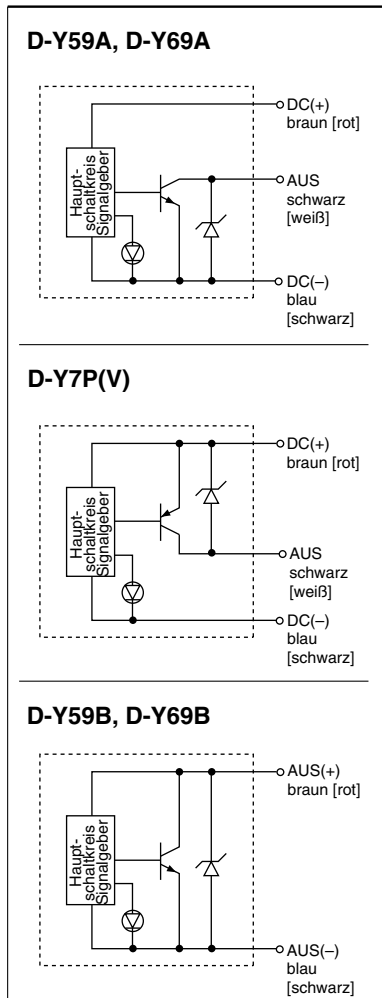 D-Y59A, D-Y69A
Haupt-
schaltkreis
Signalgeber
DC(+)
braun [rot]
AUS
schwarz
[weiß]
DC(–)
blau
[schwarz]
D-Y7P(V)
Haupt-
schaltkreis
Signalgeber
DC(+)
braun [rot]
AUS
schwarz
[weiß]
DC(–)
blau
[schwarz]
D-Y59B, D-Y69B
Haupt-
schaltkreis
Signalgeber
AUS(+)
braun [rot]
AUS(–)
blau
[schwarz]